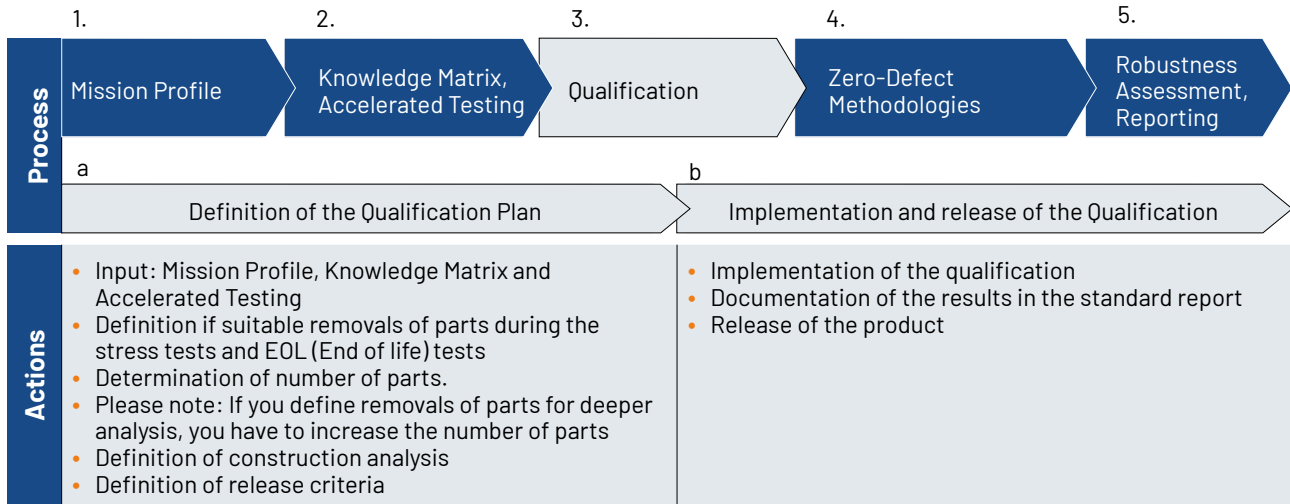 1.
2.
3.
4.
5.
Process
Mission Profile
Knowledge Matrix,
Accelerated Testing
Qualification
Zero-Defect
Methodologies
Robustness
Assessment,
Reporting
a
b
Definition of the Qualification Plan
Implementation and release of the Qualification
Actions
• Input: Mission Profile, Knowledge Matrix and
Accelerated Testing
• Definition if suitable removals of parts during the
stress tests and EOL (End of life) tests
• Determination of number of parts.
• Please note: If you define removals of parts for deeper
analysis, you have to increase the number of parts
• Definition of construction analysis
• Definition of release criteria
• Implementation of the qualification
• Documentation of the results in the standard report
• Release of the product